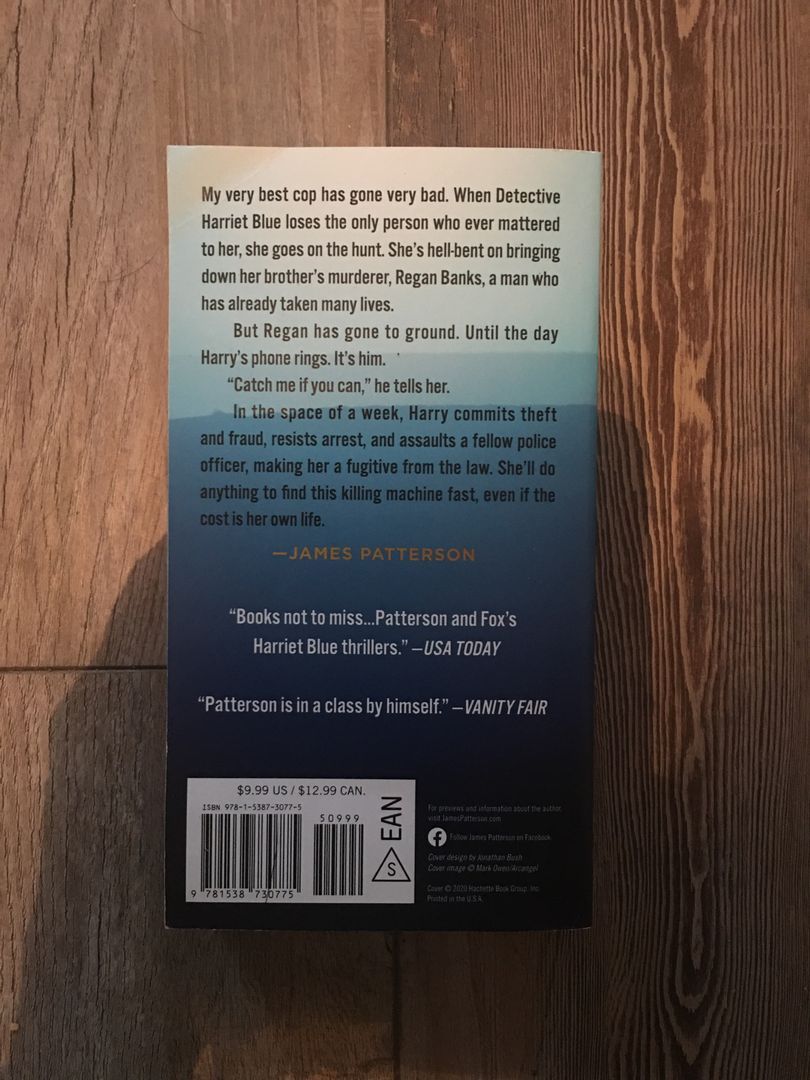 My very best cop has gone very bad. When Detective
Harriet Blue loses the only person who ever mattered
to her, she goes on the hunt. She's hell-bent on bringing
down her brother's murderer, Regan Banks, a man who
has already taken many lives.
But Regan has gone to ground. Until the day
Harry's phone rings. It's him.
“Catch me if you can,” he tells her.
In the space of a week, Harry commits theft
and fraud, resists arrest, and assaults a fellow police
officer, making her a fugitive from the law. She'll do
anything to find this killing machine fast, even if the
cost is her own life.
—JAMES PATTERSON
“Books not to miss...Patterson and Fox's
Harriet Blue thrillers.” —USA TODAY
“Patterson is in a class by himself.” —VANITY FAIR
$9.99 US / $12.99 CAN.
ISBN 978-1-5387-3077-5
50999
EAN
S
9 781538 730775
For previews and information about the author,
visit JamesPatterson.com
Follow James Patterson on Facebook
Cover design by Jonathan Bush
Cover image © Mark Owen/Arcangel
Cover © 2020 Hachette Book Group, Inc.
Printed in the U.S.A.